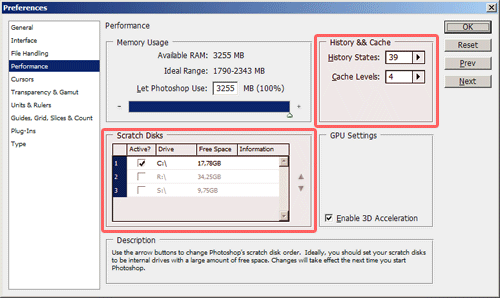 Preferences
General
Interface
File Handling
Performance
Cursors
Transparency & Gamut
Units & Rulers
Guides, Grid, Slices & Count
Plug-Ins
Type
Performance
Memory Usage
Available RAM: 3255 MB
Ideal Range: 1790-2343 MB
Let Photoshop Use: 3255 MB (100%)
- +
History && Cache
History States: 39
Cache Levels: 4
OK
Reset
Prev
Next
Scratch Disks
Active? Drive Free Space Information
1 C:\ 17,78GB
2 R:\ 34,25GB
3 S:\ 9,75GB
GPU Settings
Enable 3D Acceleration
Description
Use the arrow buttons to change Photoshop's scratch disk order. Ideally, you should set your scratch disks
to be internal drives with a large amount of free space. Changes will take effect the next time you start
Photoshop.